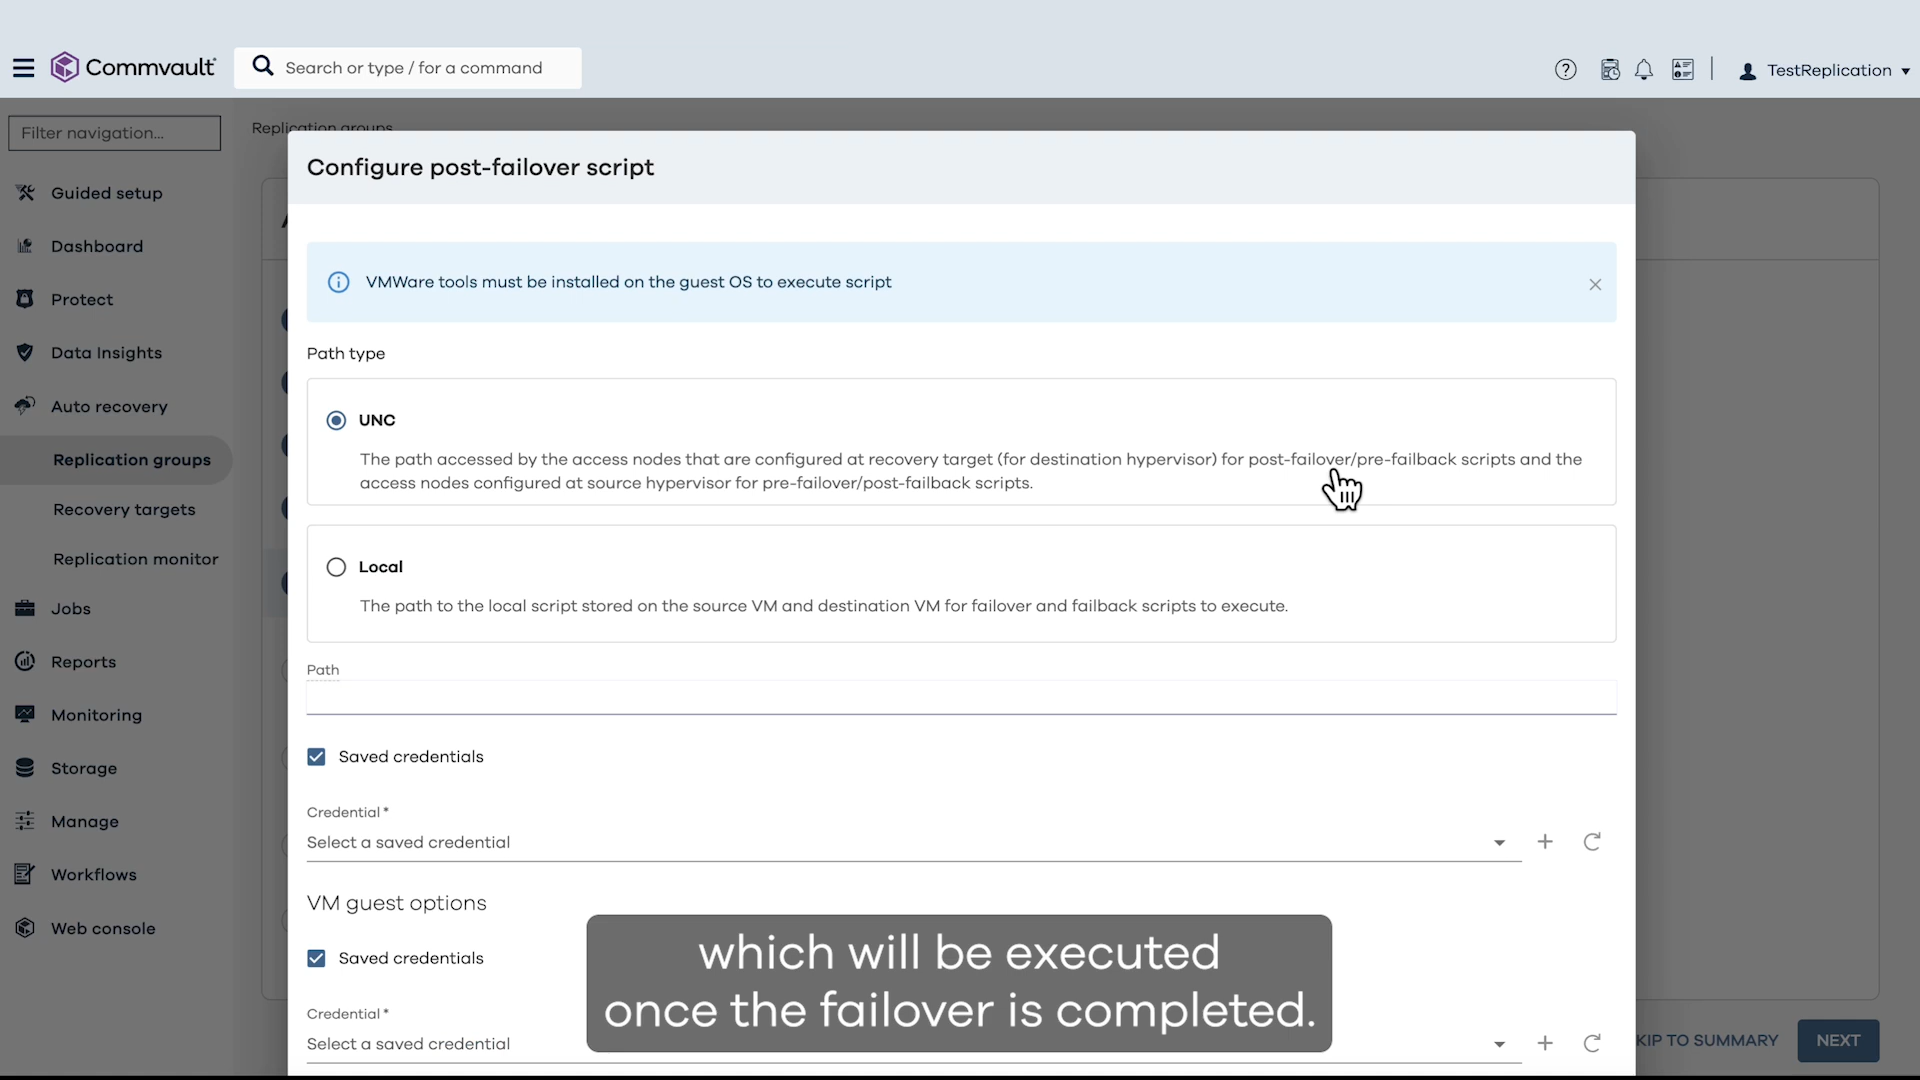 Commvault
Search or type / for a command
TestReplication
Filter navigation...
Guided setup
Dashboard
Protect
Data Insights
Auto recovery
Replication groups
Recovery targets
Replication monitor
Jobs
Reports
Monitoring
Storage
Manage
Workflows
Web console
Replication groups
Configure post-failover script
VMWare tools must be installed on the guest OS to execute script
Path type
UNC
The path accessed by the access nodes that are configured at recovery target (for destination hypervisor) for post-failover/pre-failback scripts and the
access nodes configured at source hypervisor for pre-failover/post-failback scripts.
Local
The path to the local script stored on the source VM and destination VM for failover and failback scripts to execute.
Path
Saved credentials
Credential *
Select a saved credential
VM guest options
Saved credentials
Credential *
Select a saved credential
which will be executed
once the failover is completed.
KIP TO SUMMARY
NEXT